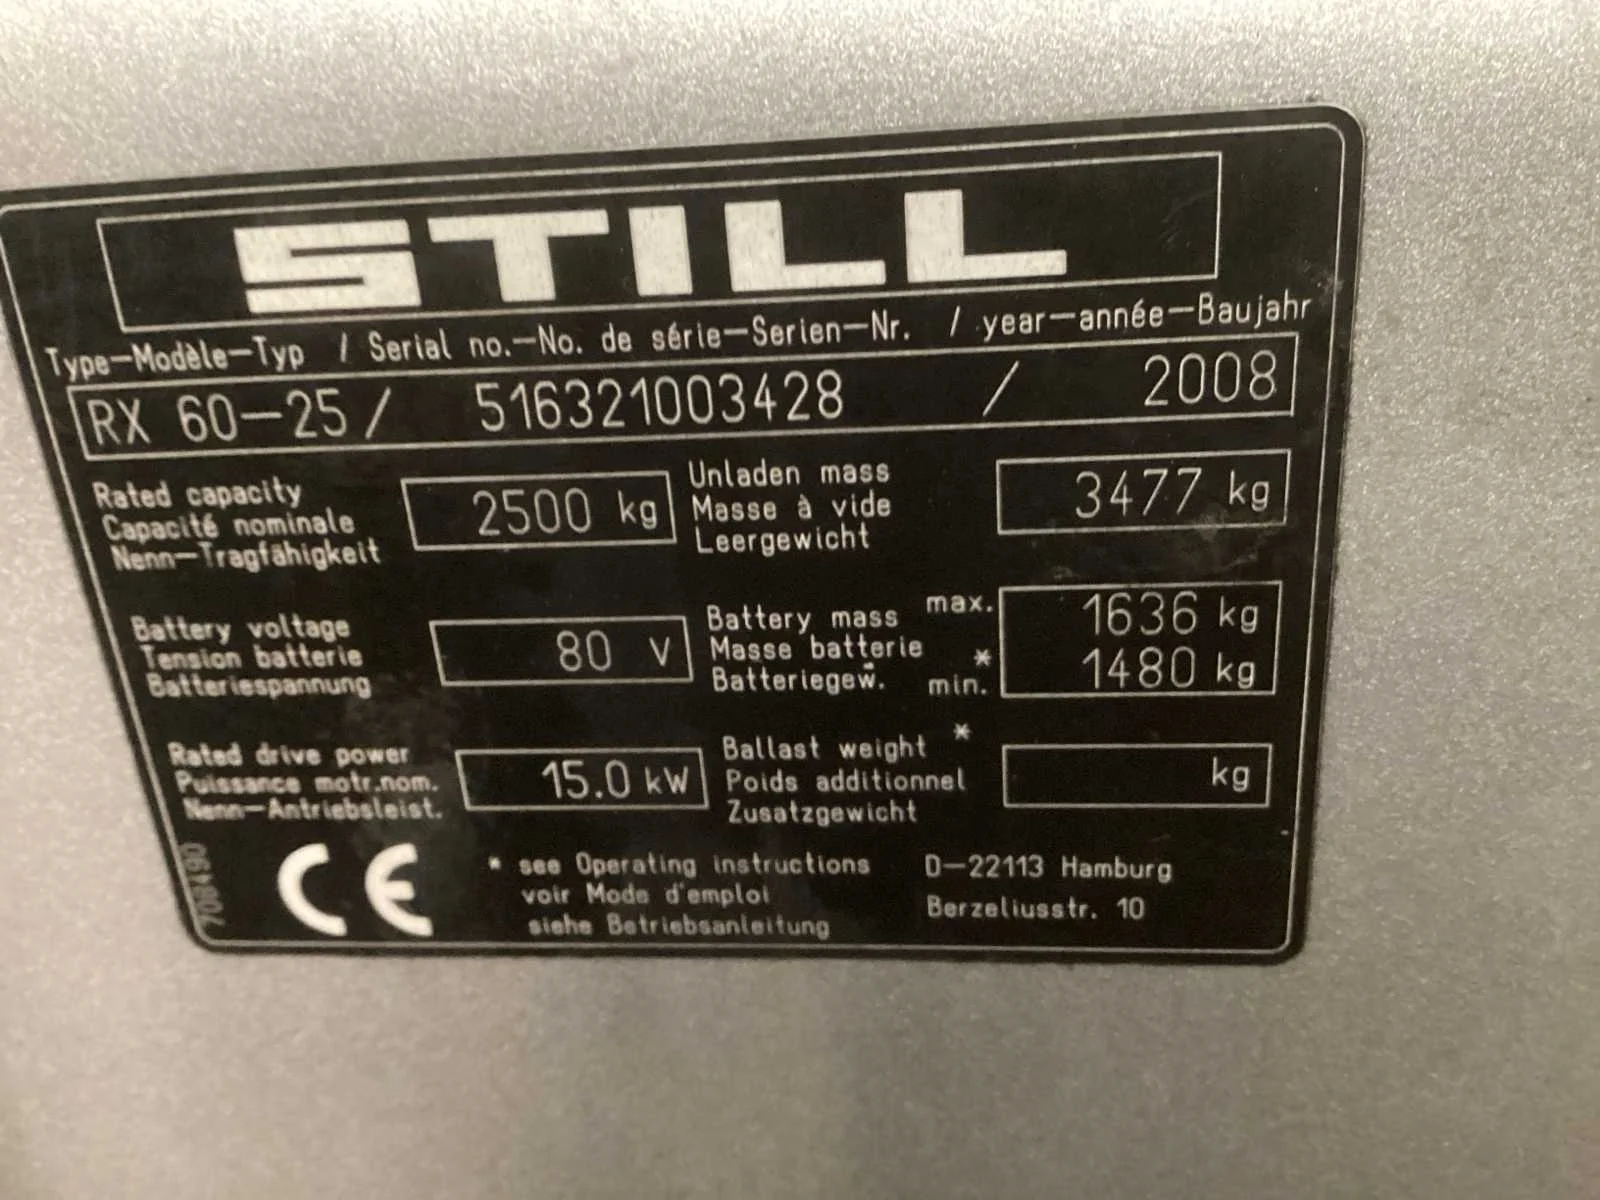 STILL
Type-Modèle-Typ / Serial no.-No. de série-Serien-Nr. / year-année-Baujahr
RX 60-25 / 516321003428 / 2008
Rated capacity
Capacité nominale
Nenn-Tragfähigkeit
2500 kg
Unladen mass
Masse à vide
Leergewicht
3477 kg
Battery voltage
Tension batterie
Batteriespannung
80 V
Battery mass max.
Masse batterie *
Batteriegew. min.
1636 kg
1480 kg
Rated drive power
Puissance motr.nom.
Nenn-Antriebsleist.
15.0 kW
Ballast weight *
Poids additionnel
Zusatzgewicht
kg
CE
* see Operating instructions
voir Mode d'emploi
siehe Betriebsanleitung
D-22113 Hamburg
Berzeliusstr. 10